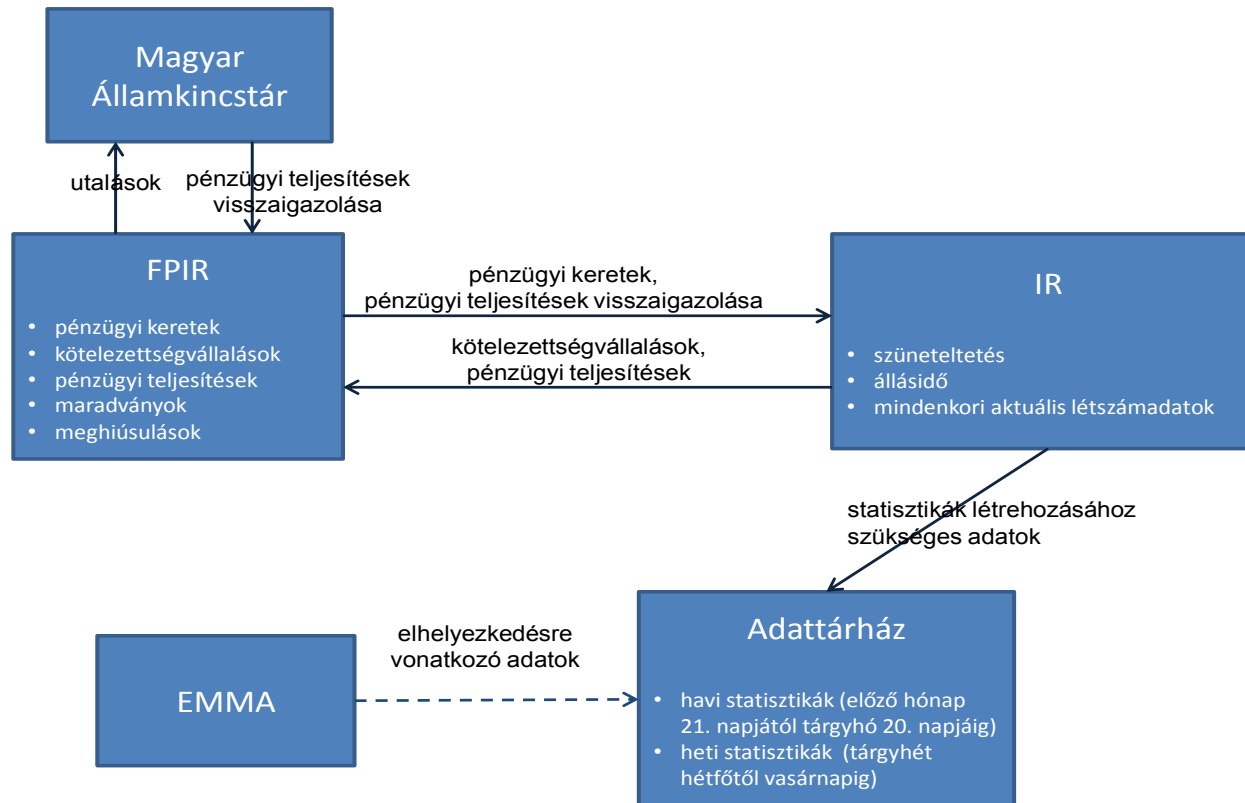 Magyar
Államkincstár
utalások
pénzügyi teljesítések
visszaigazolása
FPIR
• pénzügyi keretek
• kötelezettségvállalások
• pénzügyi teljesítések
• maradványok
• meghiúsulások
pénzügyi keretek,
pénzügyi teljesítések visszaigazolása
kötelezettségvállalások,
pénzügyi teljesítések
IR
• szüneteltetés
• állásidő
• mindenkori aktuális létszámadatok
statisztikák létrehozásához
szükséges adatok
EMMA
elhelyezkedésre
vonatkozó adatok
Adattárház
• havi statisztikák (előző hónap
21. napjától tárgyhó 20. napjáig)
• heti statisztikák (tárgyhét
hétfőtől vasárnapig)